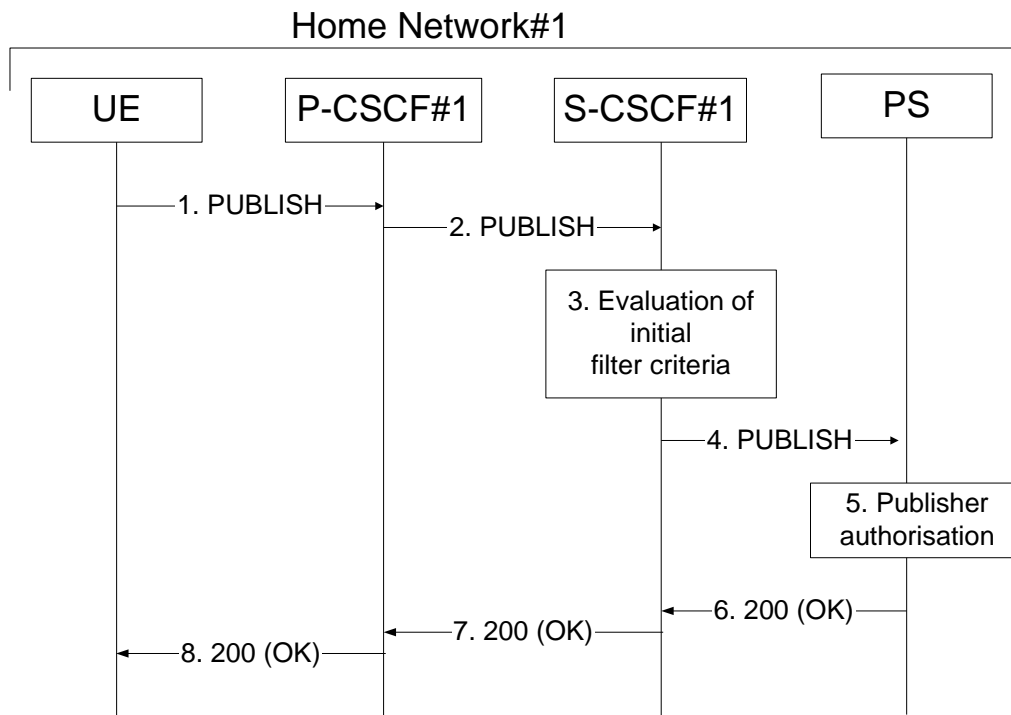 Home Network#1
UE
P-CSCF#1
S-CSCF#1
PS
1. PUBLISH
2. PUBLISH
3. Evaluation of
initial
filter criteria
4. PUBLISH
5. Publisher
authorisation
6. 200 (OK)
7. 200 (OK)
8. 200 (OK)